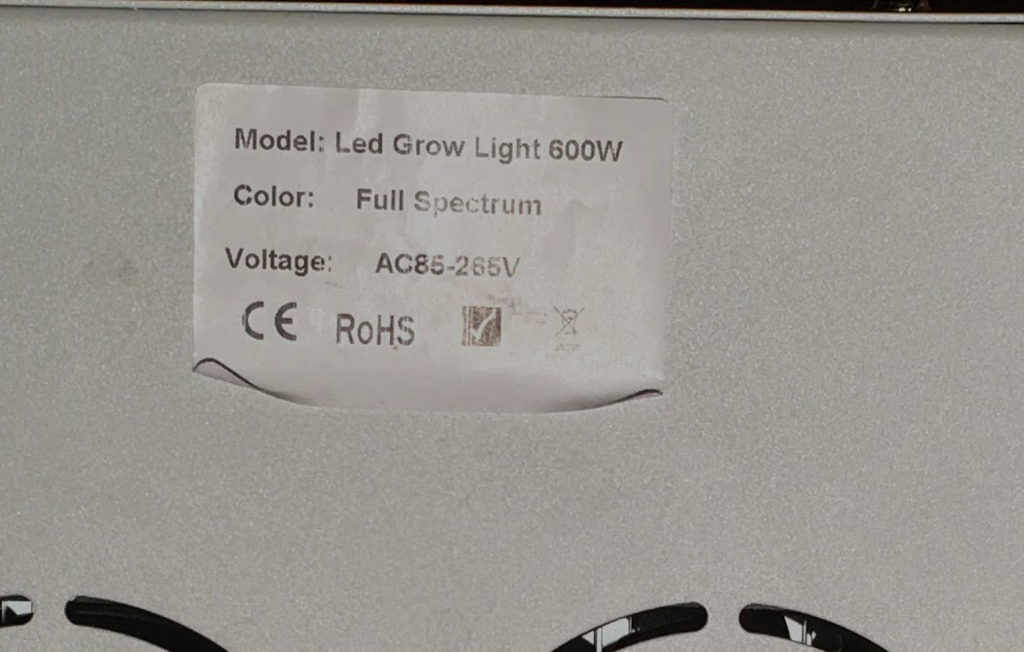 Model: Led Grow Light 600W
Color: Full Spectrum
Voltage: AC85-265V
CE RoHS